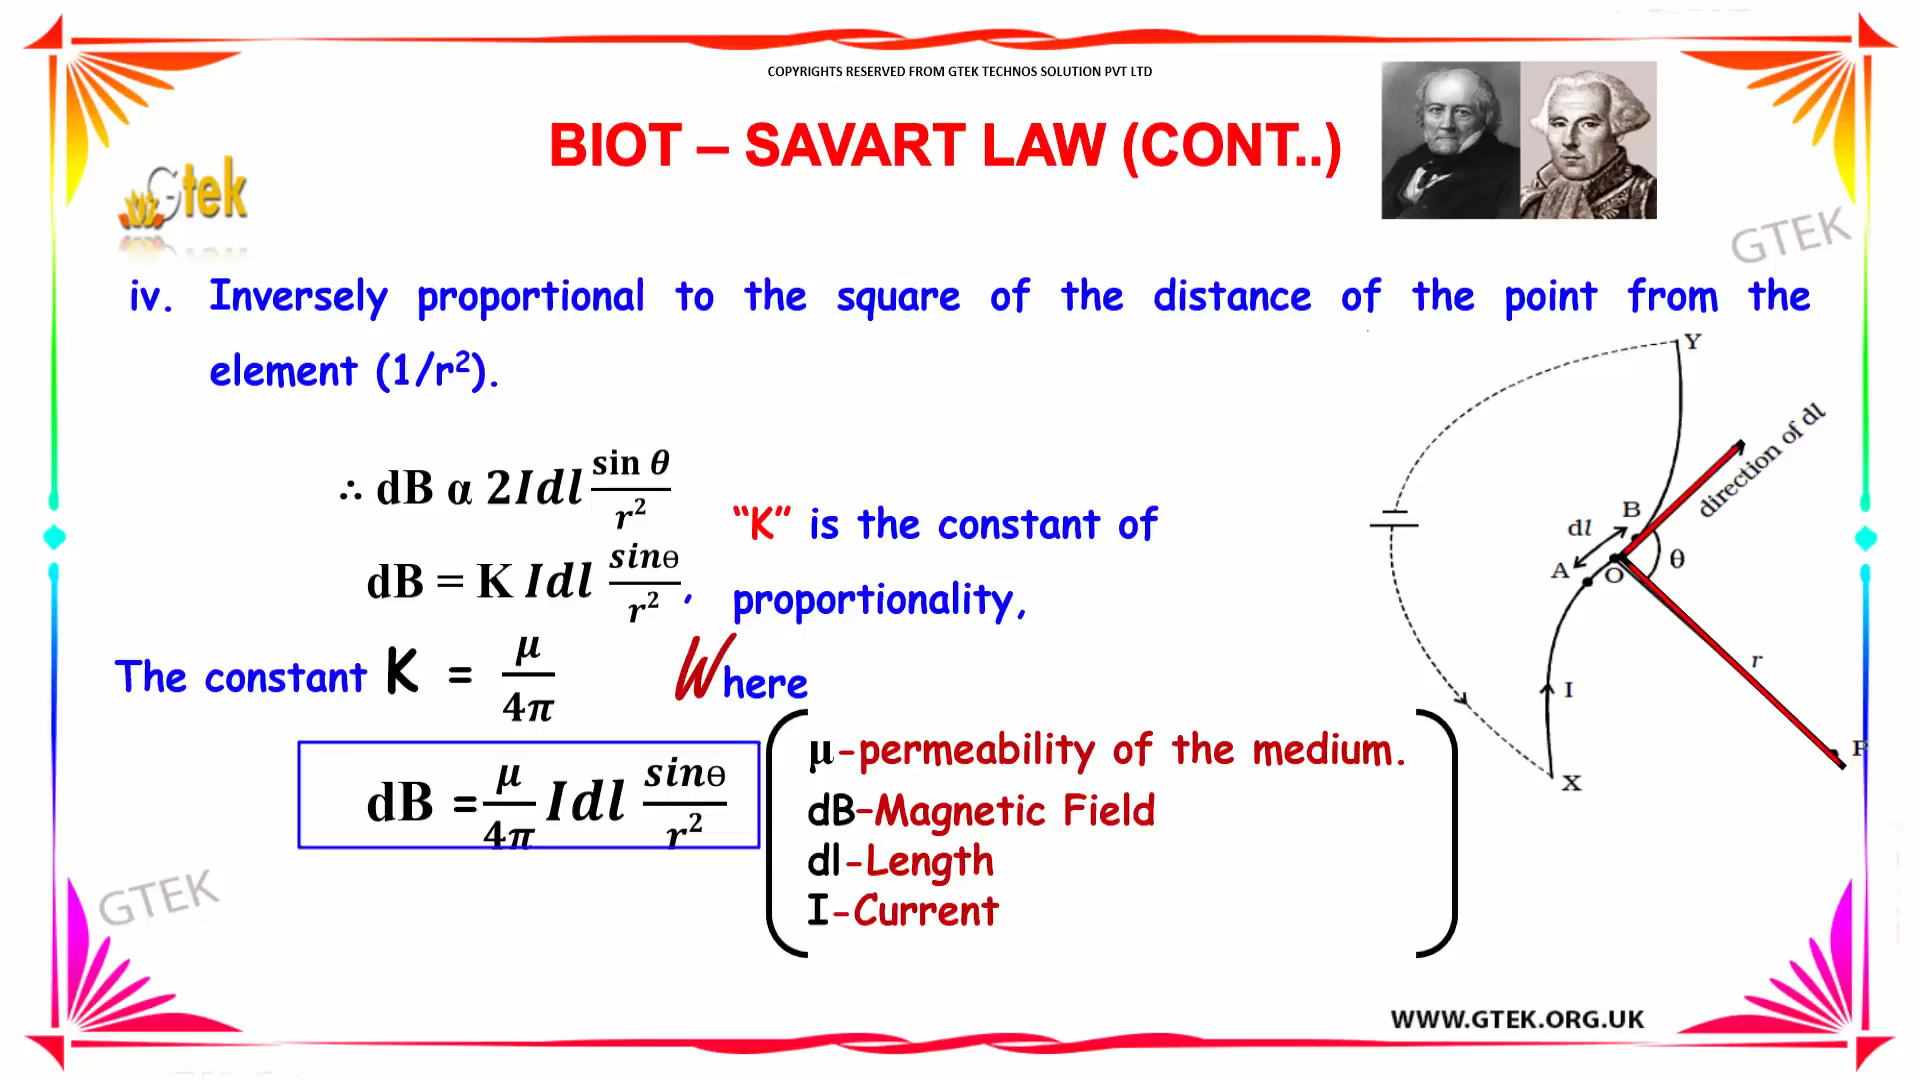 COPYRIGHTS RESERVED FROM GTEK TECHNOS SOLUTION PVT LTD
BIOT – SAVART LAW (CONT..)
Gtek
GTEK
iv. Inversely proportional to the square of the distance of the point from the
element (1/r²).
∴ dB α 2Idl sin θ / r²
dB = K Idl sinɵ / r² ,
"K" is the constant of
proportionality,
The constant K = μ / 4π
Where
dB = μ / 4π Idl sinɵ / r²
μ-permeability of the medium.
dB-Magnetic Field
dl-Length
I-Current
Y
direction of dl
B
dl
A
O
θ
r
I
P
X
GTEK
WWW.GTEK.ORG.UK